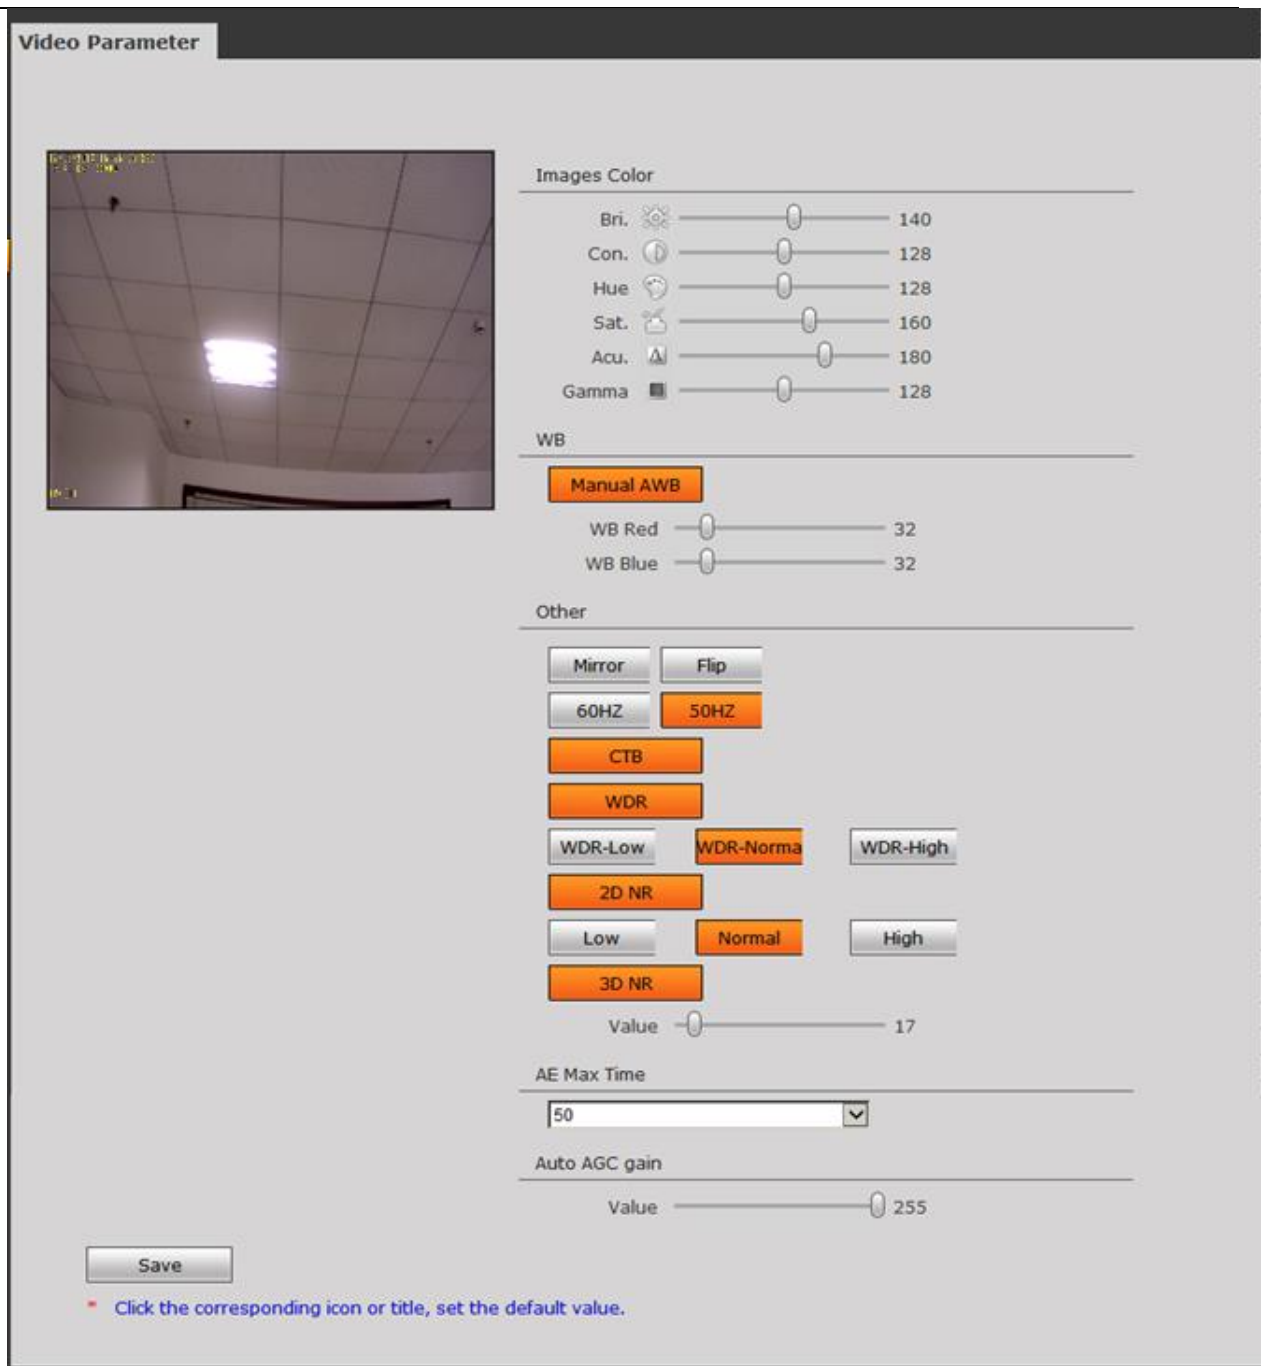 Video Parameter
Images Color
Bri. 140
Con. 128
Hue 128
Sat. 160
Acu. 180
Gamma 128
WB
Manual AWB
WB Red 32
WB Blue 32
Other
Mirror Flip
60HZ 50HZ
CTB
WDR
WDR-Low WDR-Norma WDR-High
2D NR
Low Normal High
3D NR
Value 17
AE Max Time
50
Auto AGC gain
Value 255
Save
* Click the corresponding icon or title, set the default value.